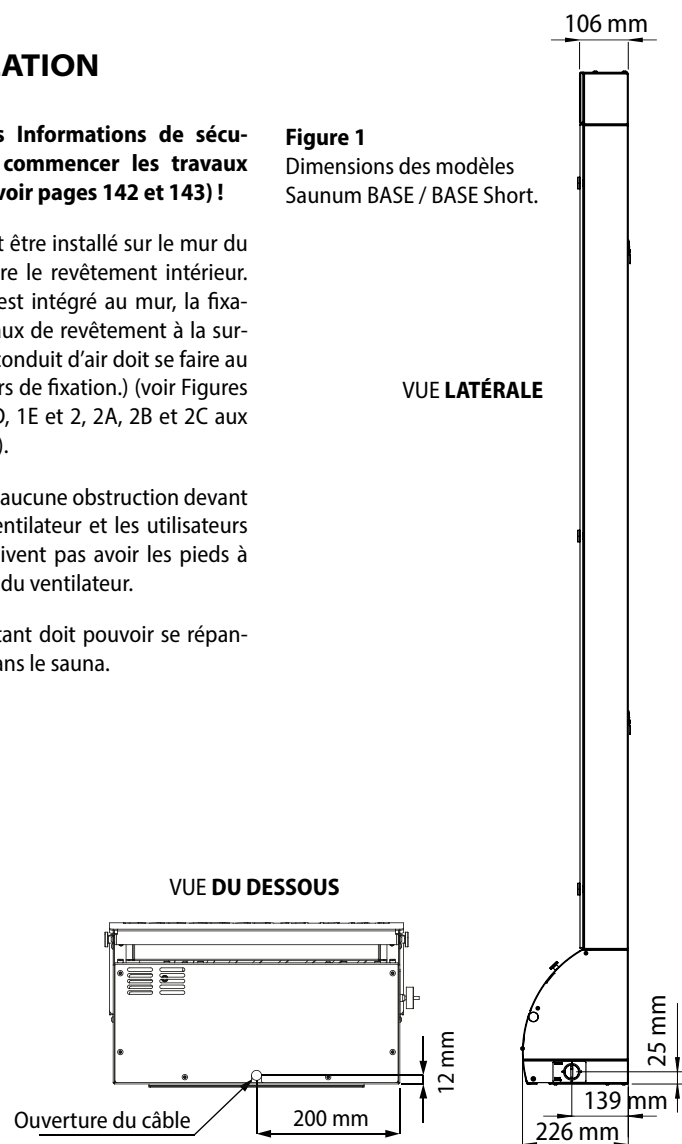 106 mm
ATION
s Informations de sécu-
commencer les travaux
voir pages 142 et 143) !
t être installé sur le mur du
re le revêtement intérieur.
est intégré au mur, la fixa-
aux de revêtement à la sur-
conduit d'air doit se faire au
rs de fixation.) (voir Figures
D, 1E et 2, 2A, 2B et 2C aux
).
aucune obstruction devant
entilateur et les utilisateurs
ivent pas avoir les pieds à
du ventilateur.
tant doit pouvoir se répan-
ans le sauna.
Figure 1
Dimensions des modèles
Saunum BASE / BASE Short.
VUE LATÉRALE
VUE DU DESSOUS
12 mm
Ouverture du câble
200 mm
25 mm
139 mm
226 mm